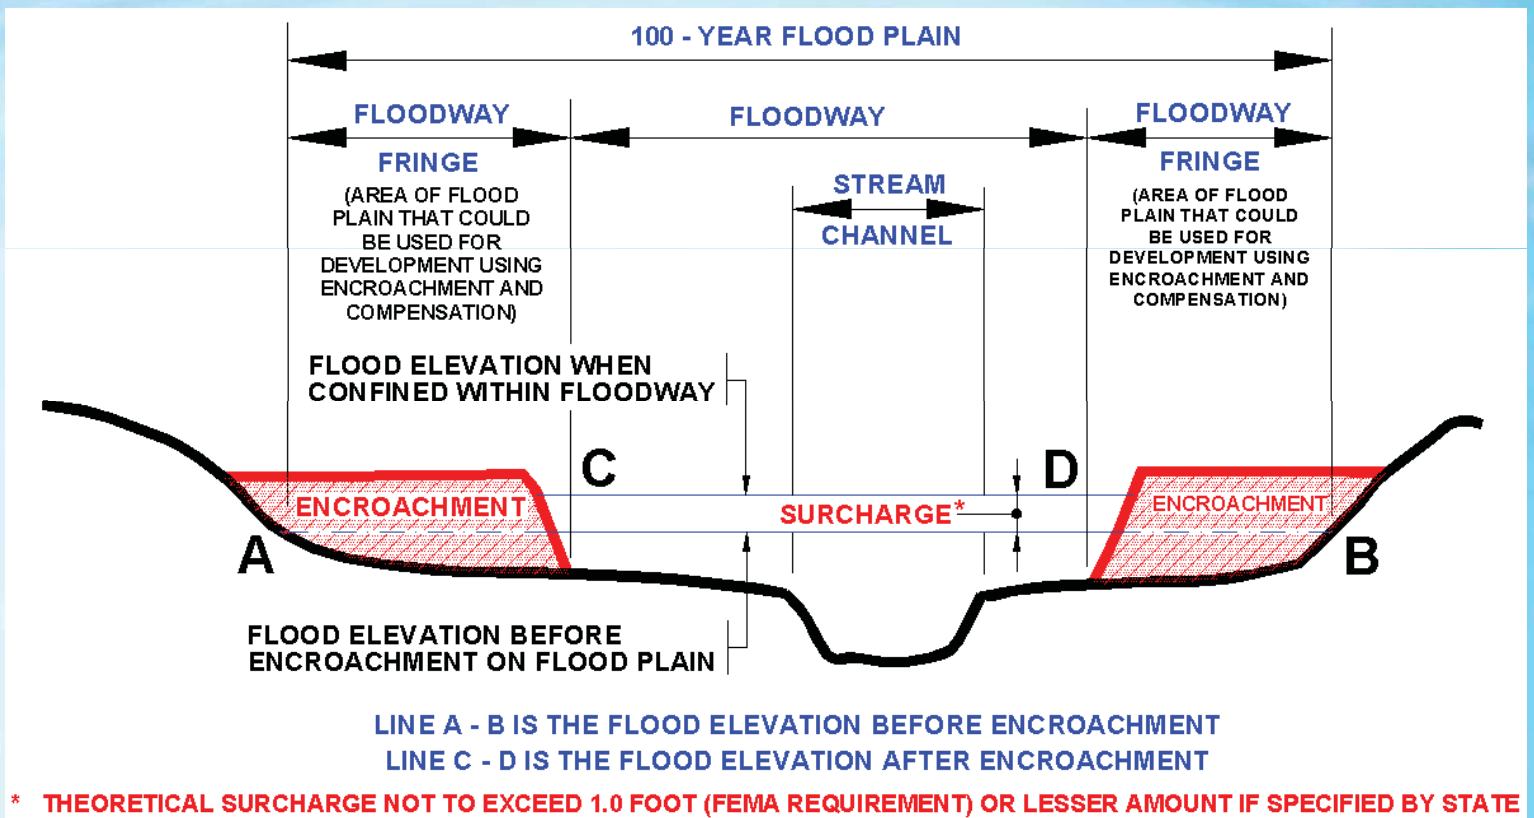 100 - YEAR FLOOD PLAIN
FLOODWAY
FRINGE
(AREA OF FLOOD
PLAIN THAT COULD
BE USED FOR
DEVELOPMENT USING
ENCROACHMENT AND
COMPENSATION)
FLOODWAY
STREAM
CHANNEL
FLOODWAY
FRINGE
(AREA OF FLOOD
PLAIN THAT COULD
BE USED FOR
DEVELOPMENT USING
ENCROACHMENT AND
COMPENSATION)
FLOOD ELEVATION WHEN
CONFINED WITHIN FLOODWAY
C
D
ENCROACHMENT
SURCHARGE*
ENCROACHMENT
A
B
FLOOD ELEVATION BEFORE
ENCROACHMENT ON FLOOD PLAIN
LINE A - B IS THE FLOOD ELEVATION BEFORE ENCROACHMENT
LINE C - D IS THE FLOOD ELEVATION AFTER ENCROACHMENT
* THEORETICAL SURCHARGE NOT TO EXCEED 1.0 FOOT (FEMA REQUIREMENT) OR LESSER AMOUNT IF SPECIFIED BY STATE